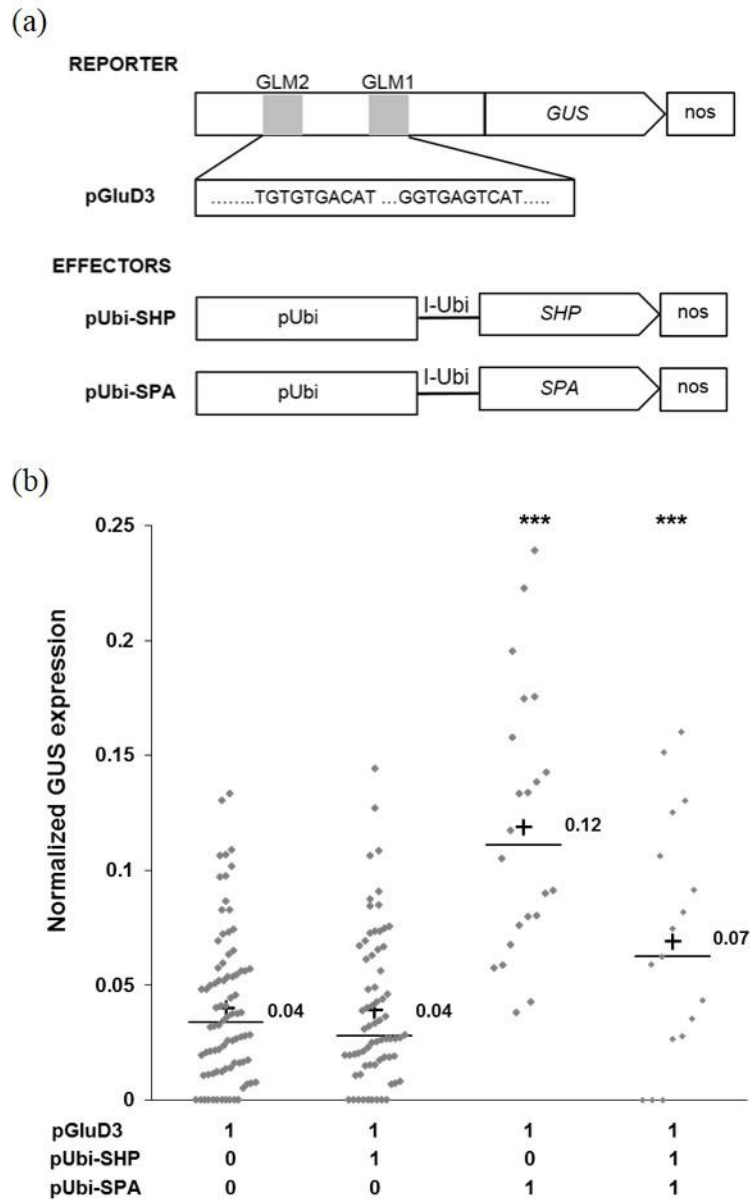 (a)
REPORTER
GLM2 GLM1
GUS nos
pGluD3 ........TGTGTGACAT ...GGTGAGTCAT.....
EFFECTORS
pUbi-SHP pUbi I-Ubi SHP nos
pUbi-SPA pUbi I-Ubi SPA nos
(b)
Normalized GUS expression
0.25 *** ***
0.2
0.15
0.12
0.1
0.07
0.05
0.04 0.04
0
pGluD3 1 1 1 1
pUbi-SHP 0 1 0 1
pUbi-SPA 0 0 1 1